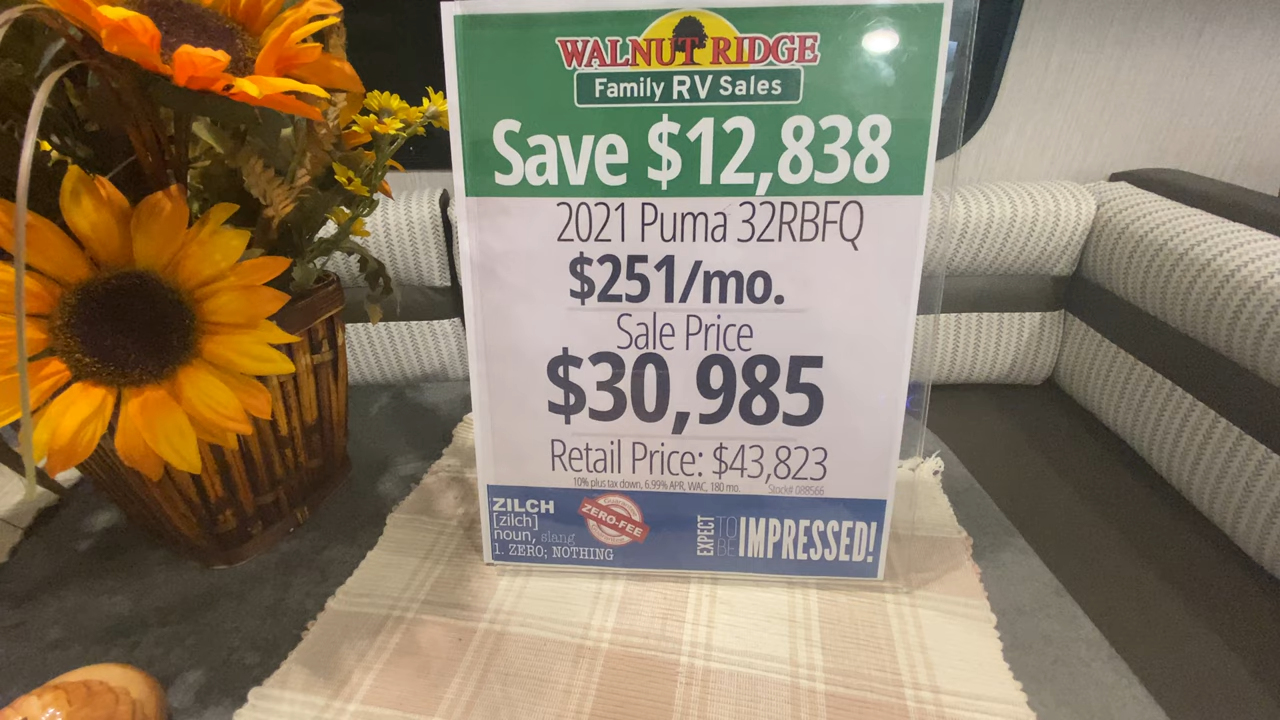 WALNUT RIDGE
Family RV Sales
Save $12,838
2021 Puma 32RBFQ
$251/mo.
Sale Price
$30,985
Retail Price: $43,823
10% plus tax down, 6.99% APR, WAC, 180 mo. Stock# 088566
ZILCH
[zilch]
noun, slang
1. ZERO; NOTHING
ZERO-FEE
EXPECT TO BE IMPRESSED!